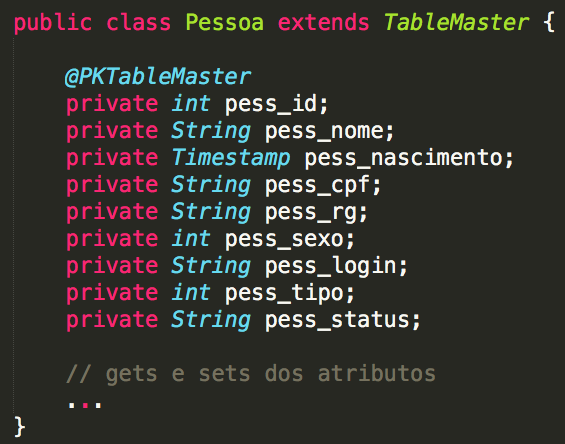 public class Pessoa extends TableMaster {
@PKTableMaster
private int pess_id;
private String pess_nome;
private Timestamp pess_nascimento;
private String pess_cpf;
private String pess_rg;
private int pess_sexo;
private String pess_login;
private int pess_tipo;
private String pess_status;
// gets e sets dos atributos
...
}